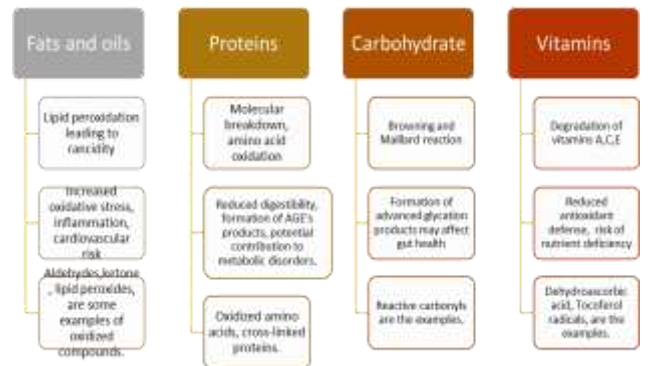 Fats and oils
Lipid peroxidation
leading to
rancidity
Increased
oxidative stress,
inflammation,
cardiovascular
risk
Aldehydes,ketone
, lipid peroxides,
are some
examples of
oxidized
compounds.
Proteins
Molecular
breakdown,
amino acid
oxidation
Reduced digestibility,
formation of AGE's
products, potential
contribution to
metabolic disorders.
Oxidized amino
acids, cross-linked
proteins.
Carbohydrate
Browning and
Maillard reaction
Formation of
advanced glycation
products may affect
gut health
Reactive carbonyls
are the examples.
Vitamins
Degradation of
vitamins A,C,E
Reduced
antioxidant
defense, risk of
nutrient deficiency
Dehydroascorbic
acid, Tocoferol
radicals, are the
examples.